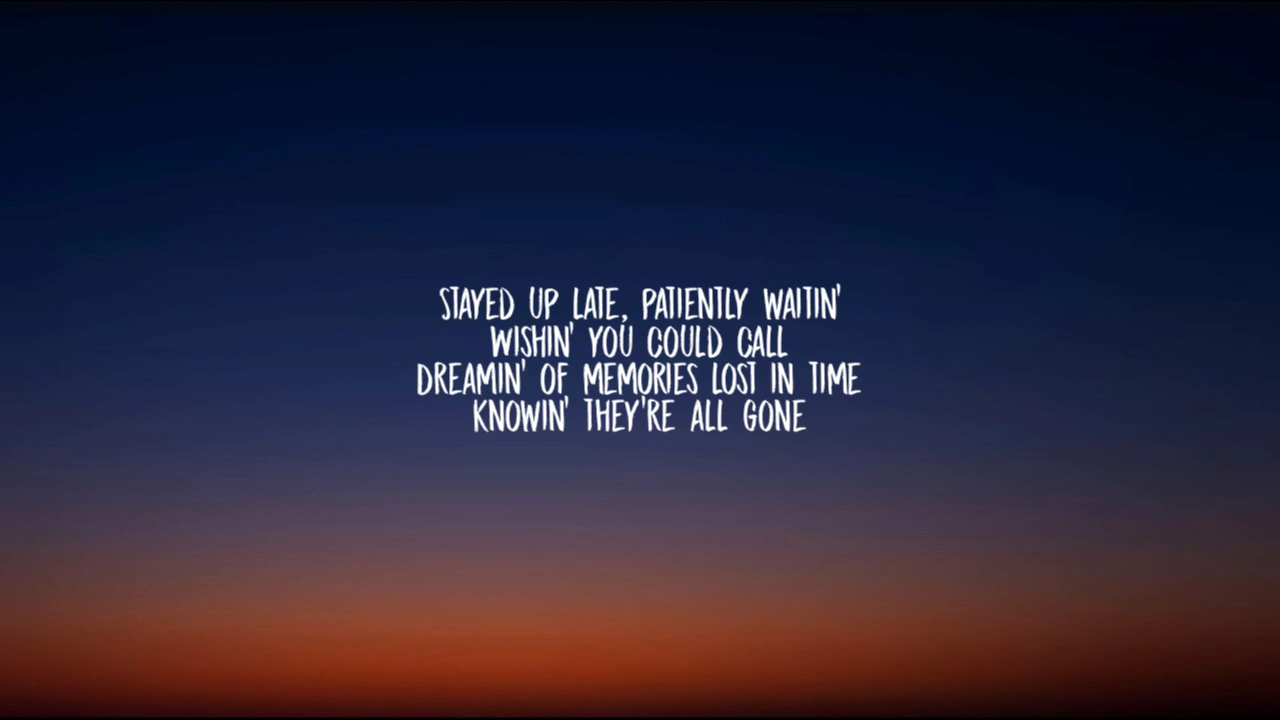 STAYED UP LATE, PATIENTLY WAITIN'
WISHIN' YOU COULD CALL
DREAMIN' OF MEMORIES LOST IN TIME
KNOWIN' THEY'RE ALL GONE